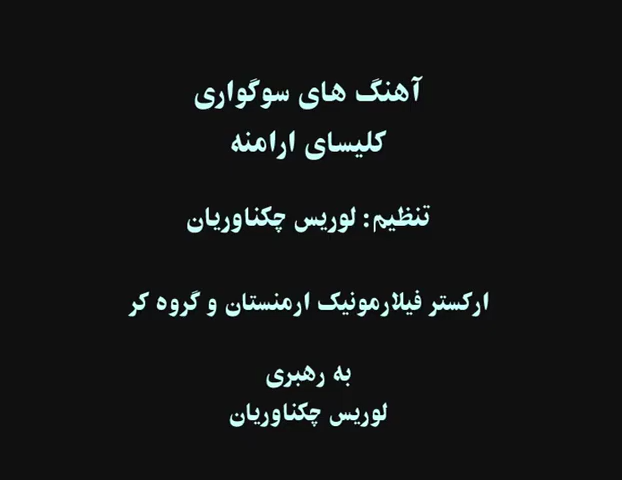 آهنگ های سوگواری
کلیسای ارامنه
تنظیم: لوریس چکناوریان
ارکستر فیلارمونیک ارمنستان و گروه کر
به رهبری
لوریس چکناوریان